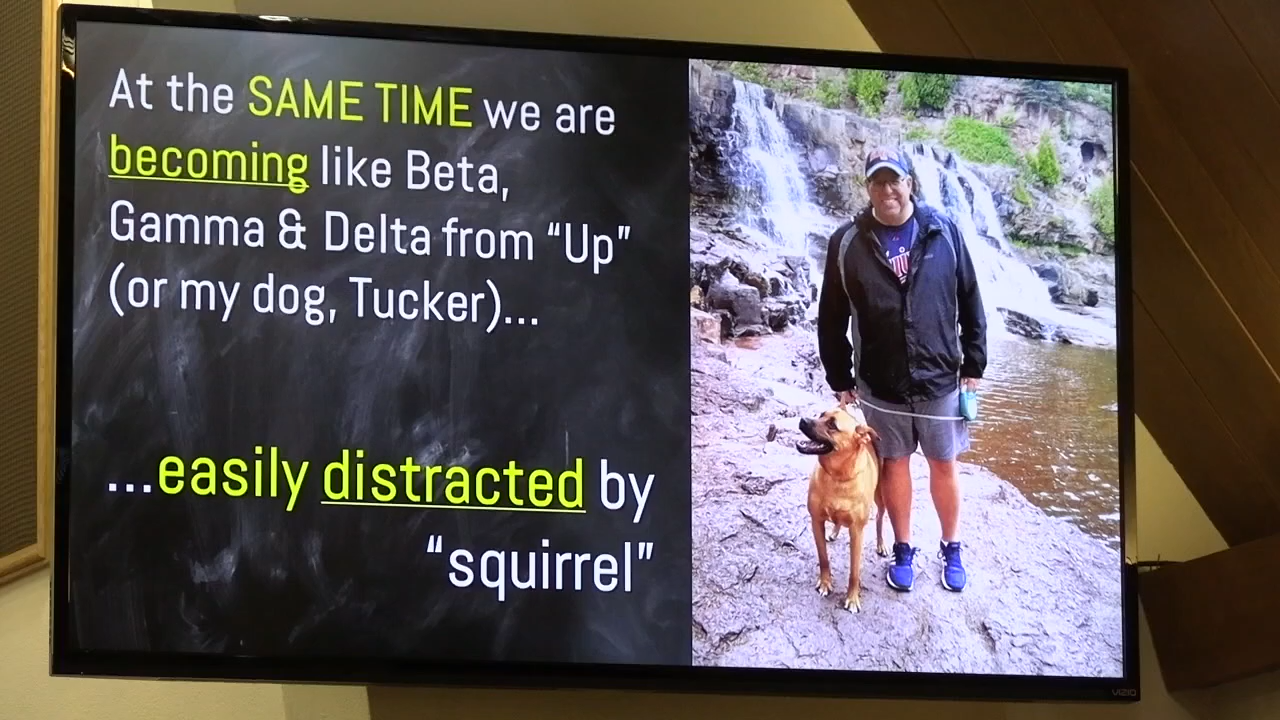 At the SAME TIME we are
becoming like Beta,
Gamma & Delta from “Up”
(or my dog, Tucker)...
...easily distracted by
“squirrel”
VIZIO